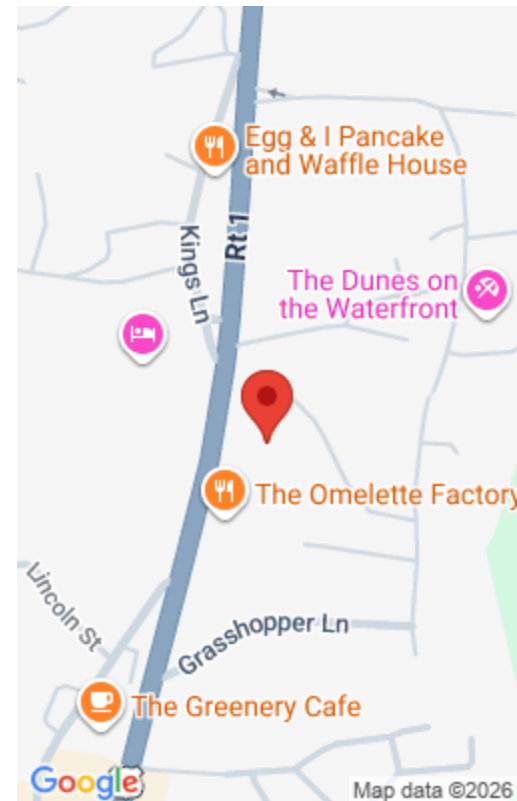 Egg & I Pancake
and Waffle House
Rt 1
Kings Ln
The Dunes on
the Waterfront
The Omelette Factory
Lincoln St
Grasshopper Ln
The Greenery Cafe
Google
Map data ©2026